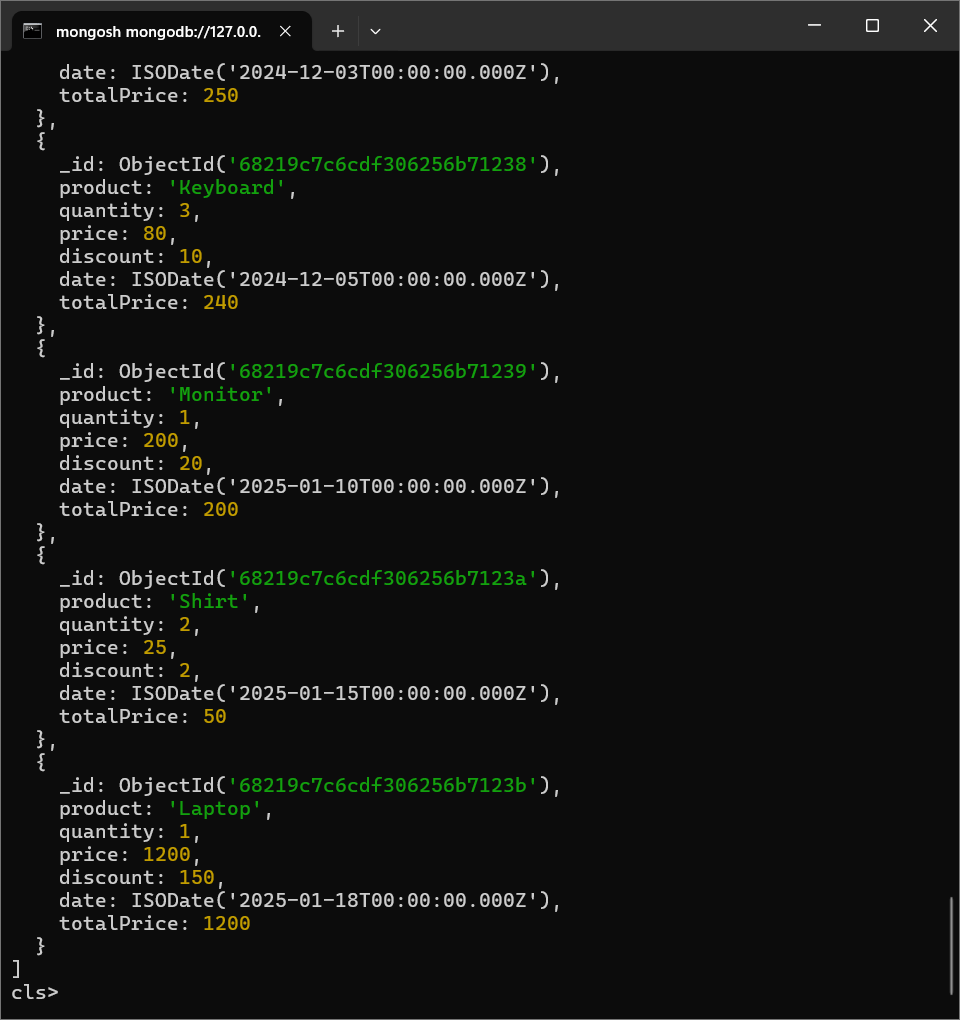 mongosh mongodb://127.0.0.
date: ISODate('2024-12-03T00:00:00.000Z'),
totalPrice: 250
},
{
_id: ObjectId('68219c7c6cdf306256b71238'),
product: 'Keyboard',
quantity: 3,
price: 80,
discount: 10,
date: ISODate('2024-12-05T00:00:00.000Z'),
totalPrice: 240
},
{
_id: ObjectId('68219c7c6cdf306256b71239'),
product: 'Monitor',
quantity: 1,
price: 200,
discount: 20,
date: ISODate('2025-01-10T00:00:00.000Z'),
totalPrice: 200
},
{
_id: ObjectId('68219c7c6cdf306256b7123a'),
product: 'Shirt',
quantity: 2,
price: 25,
discount: 2,
date: ISODate('2025-01-15T00:00:00.000Z'),
totalPrice: 50
},
{
_id: ObjectId('68219c7c6cdf306256b7123b'),
product: 'Laptop',
quantity: 1,
price: 1200,
discount: 150,
date: ISODate('2025-01-18T00:00:00.000Z'),
totalPrice: 1200
}
]
cls>